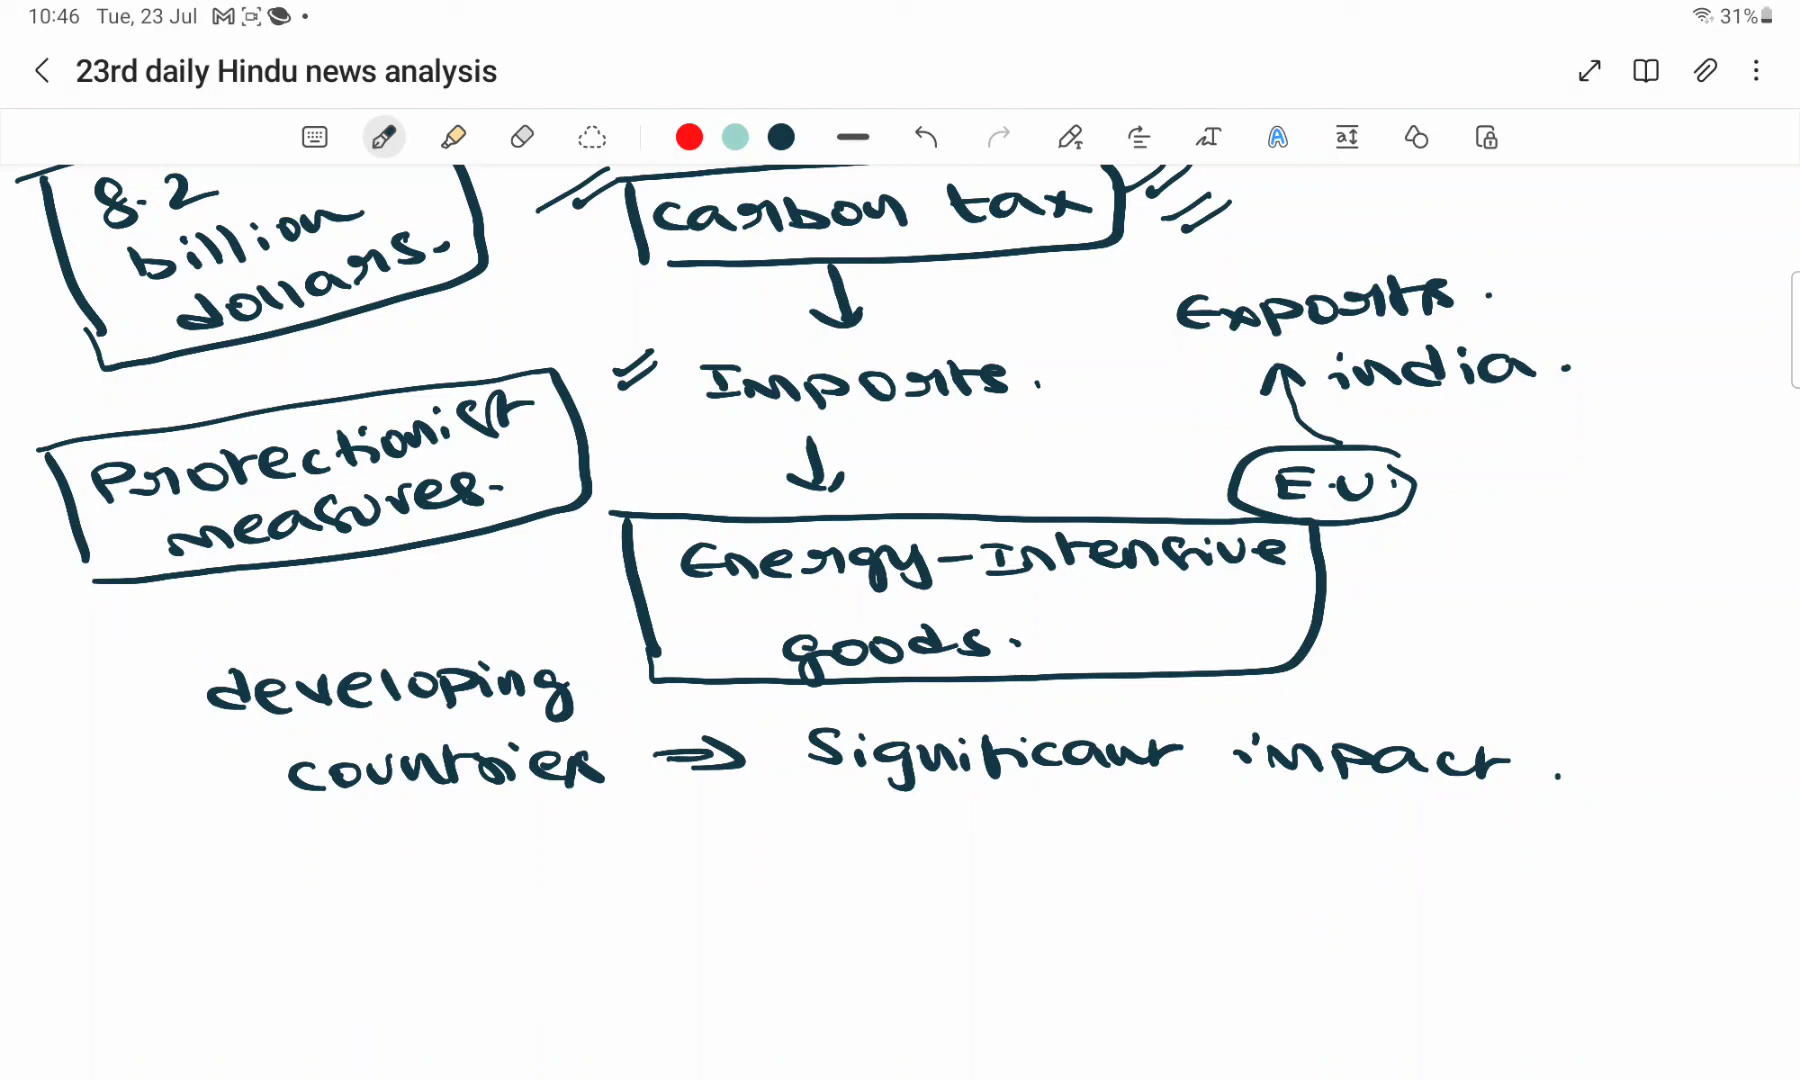 10:46 Tue, 23 Jul
31%
23rd daily Hindu news analysis
8.2
billion
dollars.
carbon tax
Exports.
india.
Imports.
E.U.
Protectionist
measures.
Energy-Intensive
goods.
developing
countries ⇒ Significant impact.